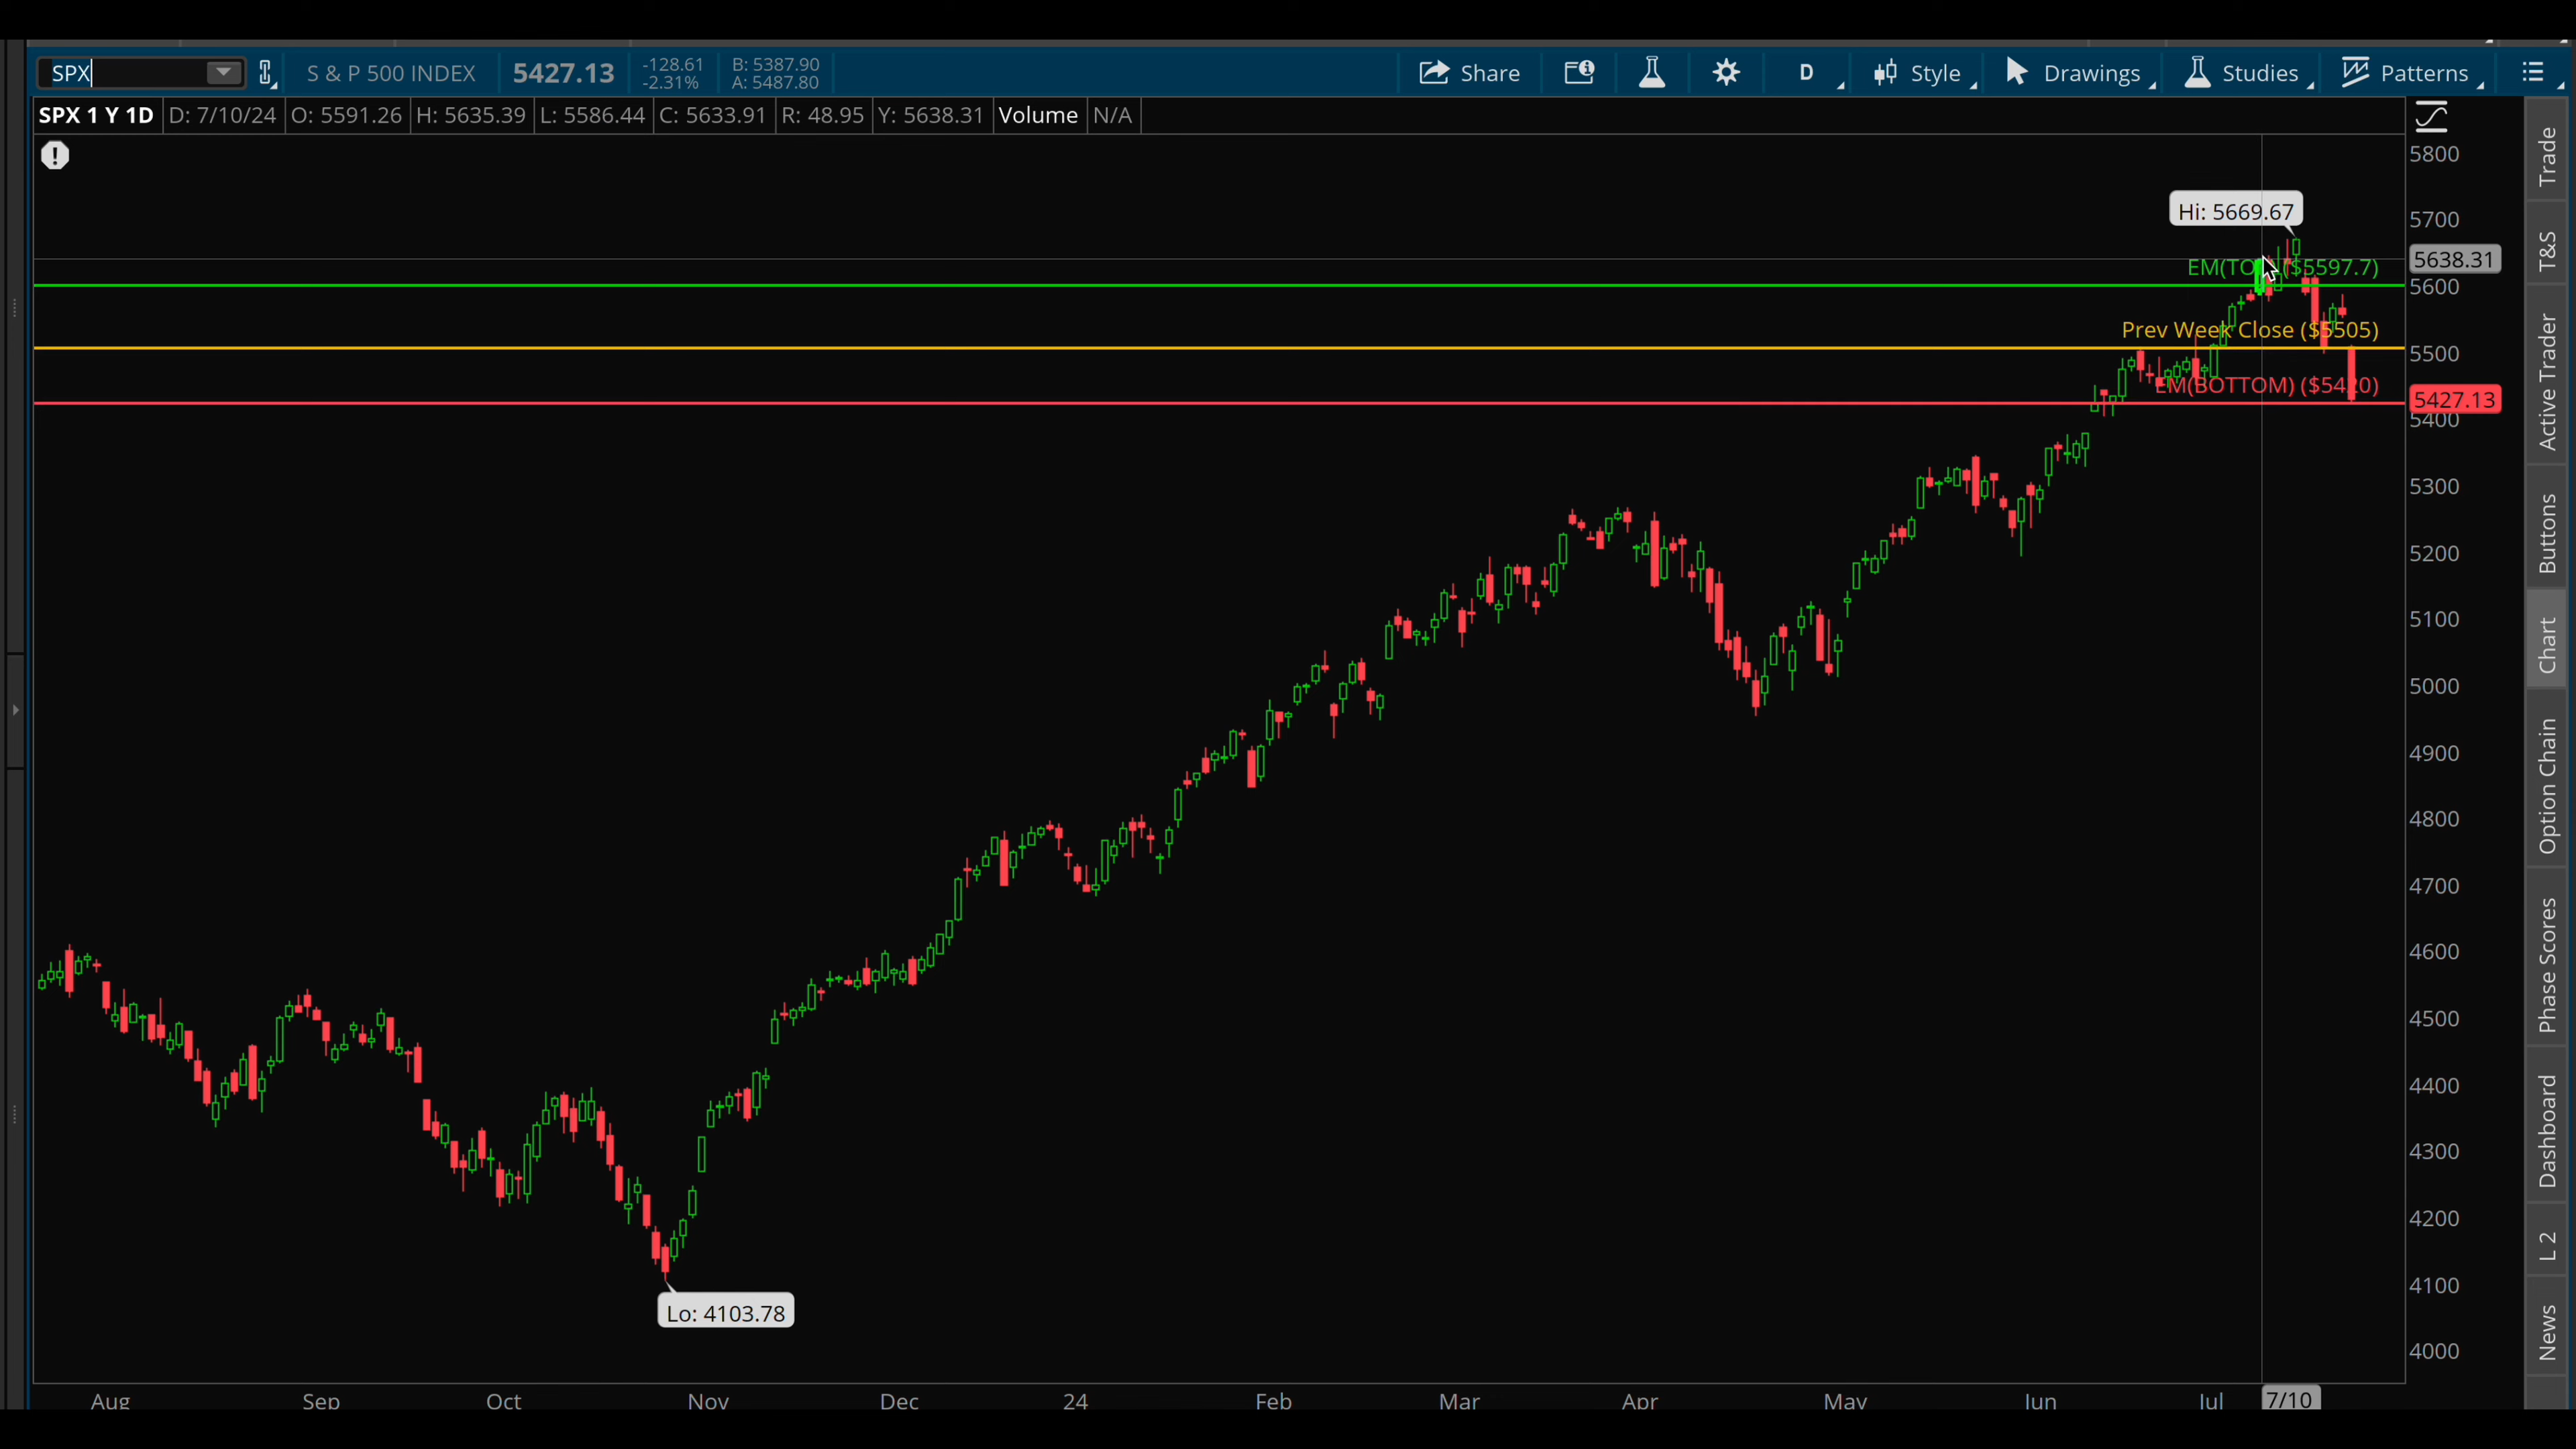 SPX
S & P 500 INDEX
5427.13
-128.61
-2.31%
B: 5387.90
A: 5487.80
Share
D
Style
Drawings
Studies
Patterns
SPX 1 Y 1D
D: 7/10/24
O: 5591.26
H: 5635.39
L: 5586.44
C: 5633.91
R: 48.95
Y: 5638.31
Volume
N/A
5800
Hi: 5669.67
5700
5638.31
EM(TOP) ($5597.7)
5600
Prev Week Close ($5505)
5500
EM(BOTTOM) ($5420)
5427.13
5400
5300
5200
5100
5000
4900
4800
4700
4600
4500
4400
4300
4200
4100
4000
Lo: 4103.78
Aug
Sep
Oct
Nov
Dec
24
Feb
Mar
Apr
May
Jun
Jul
7/10
Trade
T&S
Active Trader
Buttons
Chart
Option Chain
Phase Scores
Dashboard
L 2
News